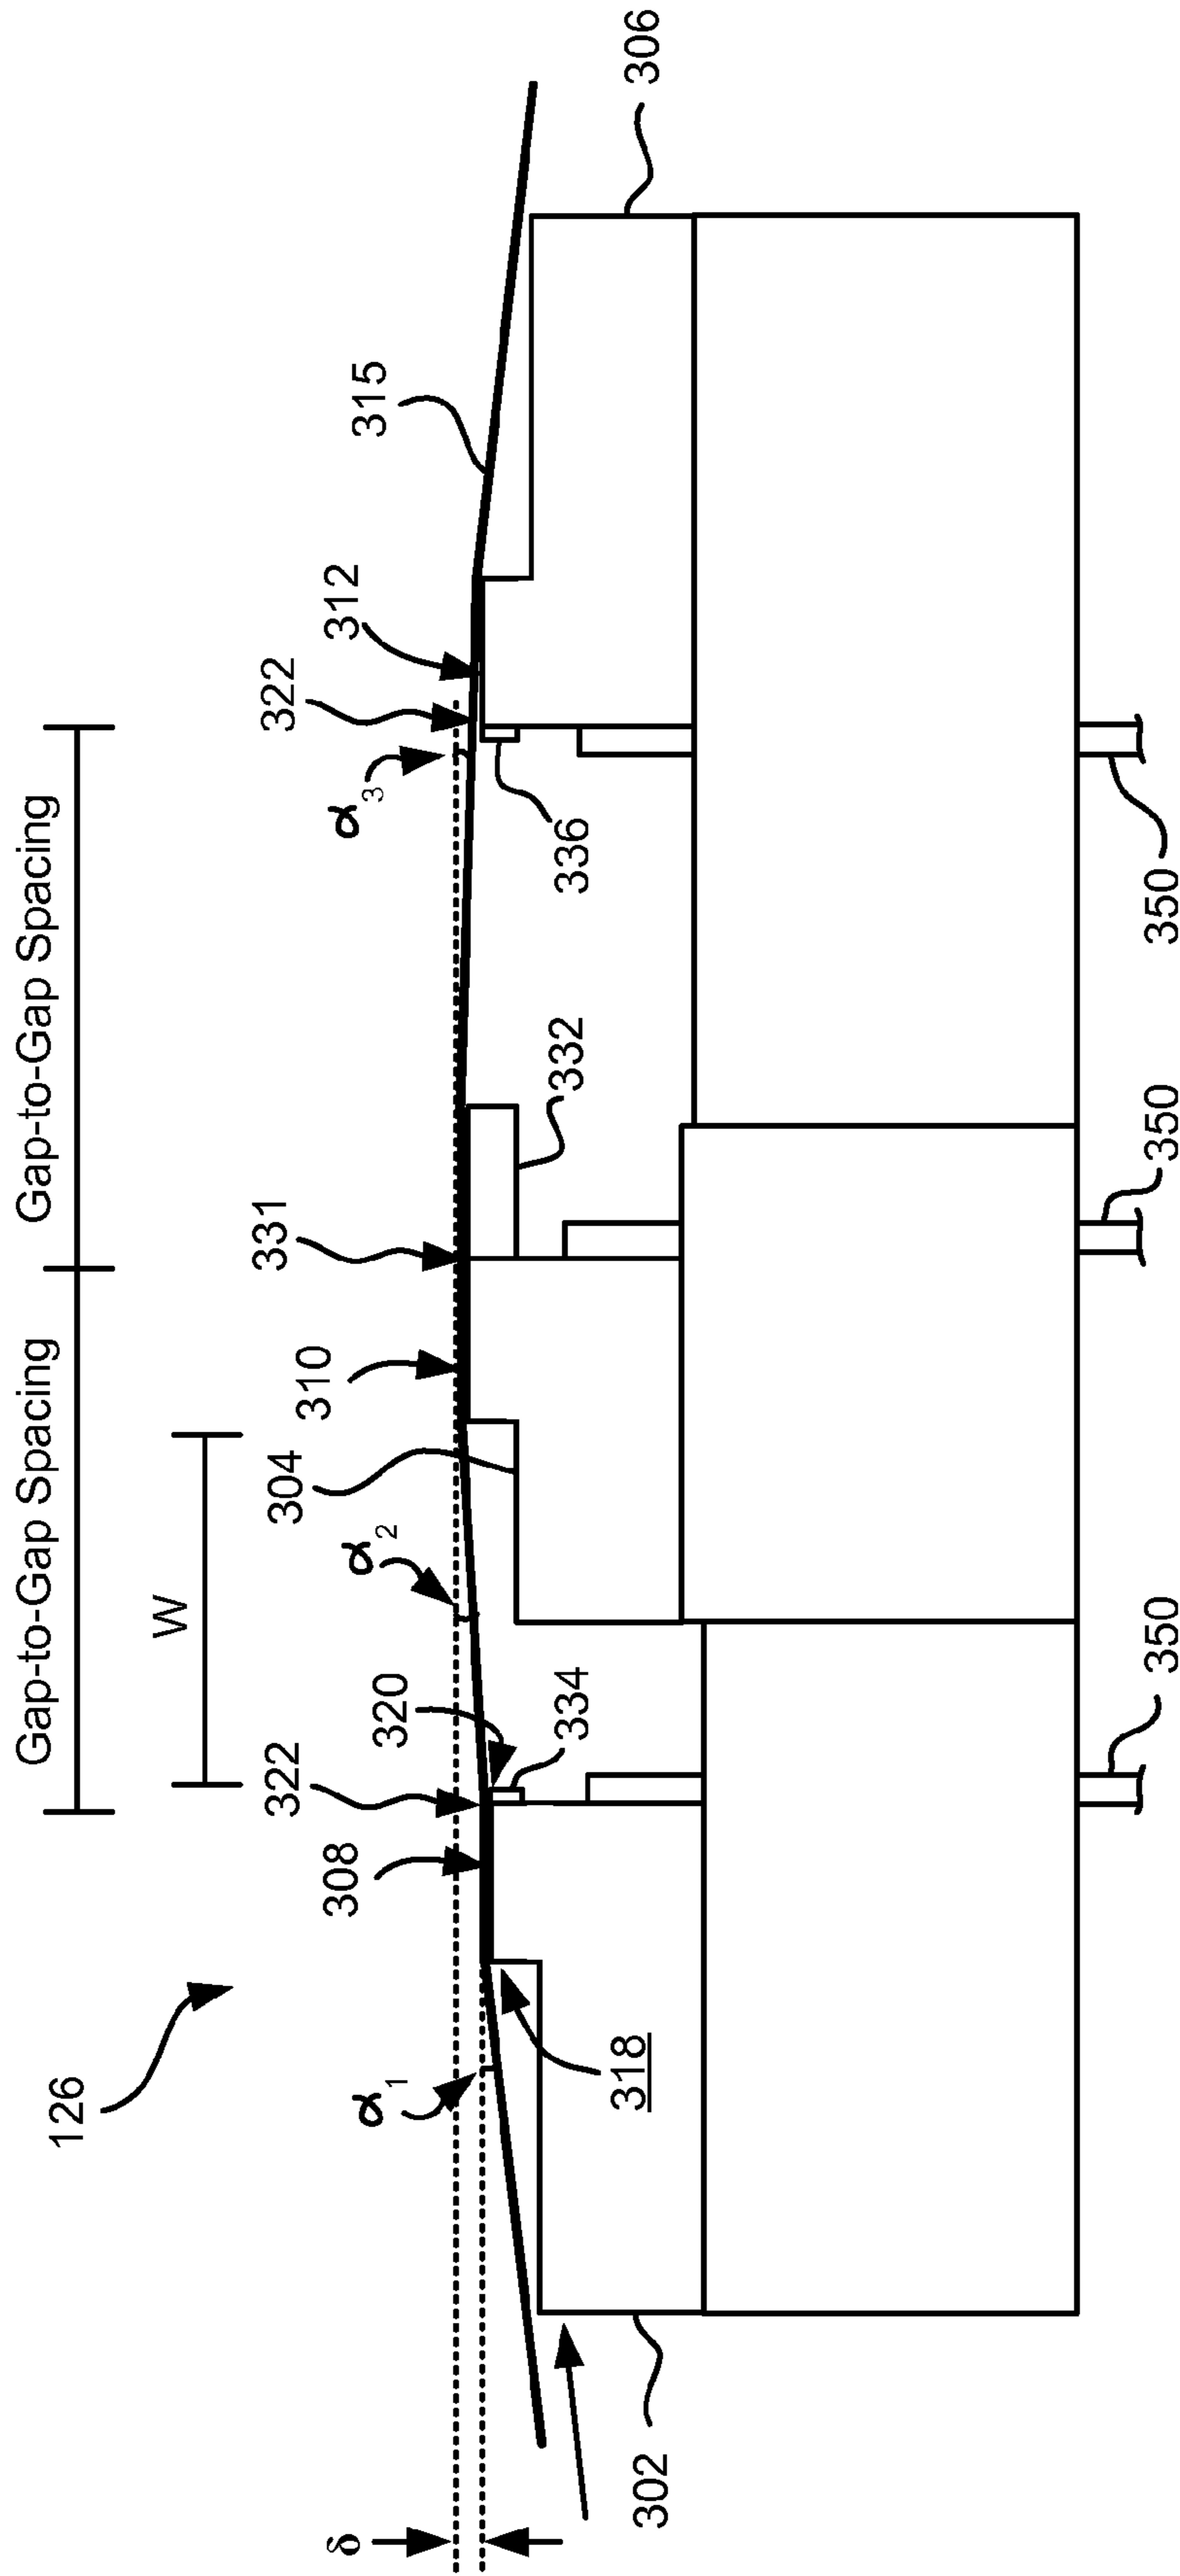 Gap-to-Gap Spacing
Gap-to-Gap Spacing
W
126
δ
α1
308
322
320
334
α2
304
310
331
332
α3
322
312
315
336
318
302
306
350
350
350